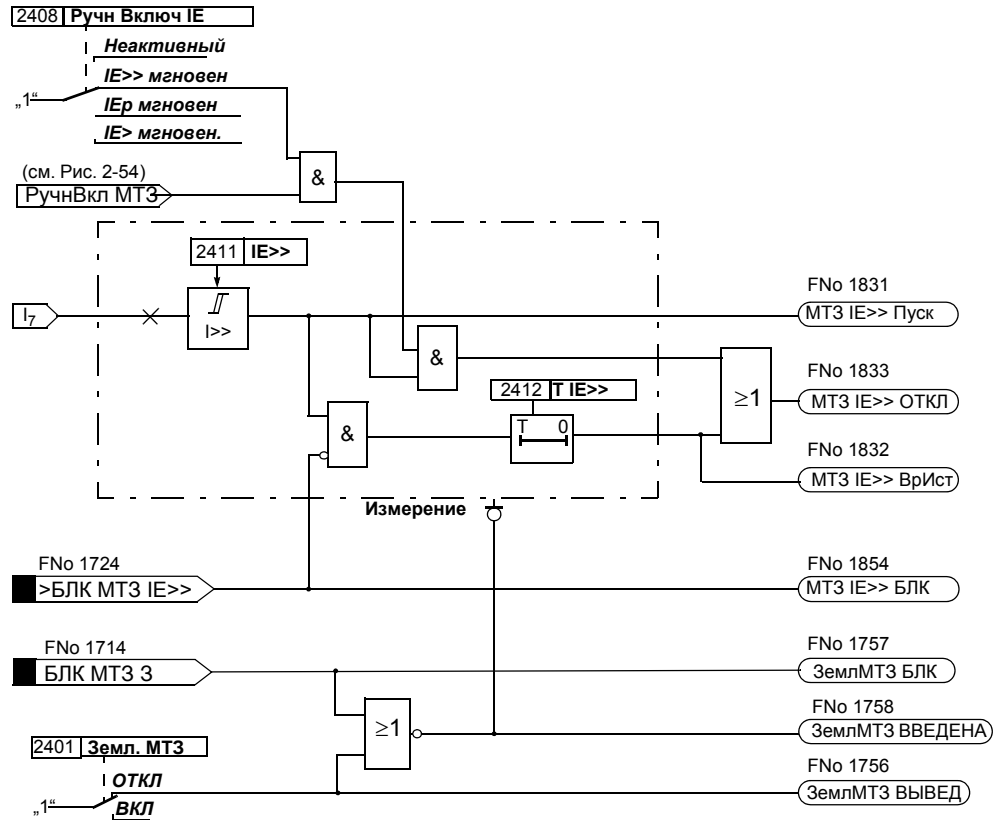 2408 Ручн Включ IE
Неактивный
IE>> мгновен
„1“
IEp мгновен
IE> мгновен.
(см. Рис. 2-54)
РучнВкл МТЗ
&
2411 IE>>
I7
I>>
FNo 1831
МТЗ IE>> Пуск
&
2412 T IE>>
T 0
&
≥1
FNo 1833
МТЗ IE>> ОТКЛ
FNo 1832
МТЗ IE>> ВрИст
Измерение
FNo 1724
>БЛК МТЗ IE>>
FNo 1854
МТЗ IE>> БЛК
FNo 1714
БЛК МТЗ З
FNo 1757
ЗемлМТЗ БЛК
≥1
FNo 1758
ЗемлМТЗ ВВЕДЕНА
2401 Земл. МТЗ
ОТКЛ
„1“
ВКЛ
FNo 1756
ЗемлМТЗ ВЫВЕД